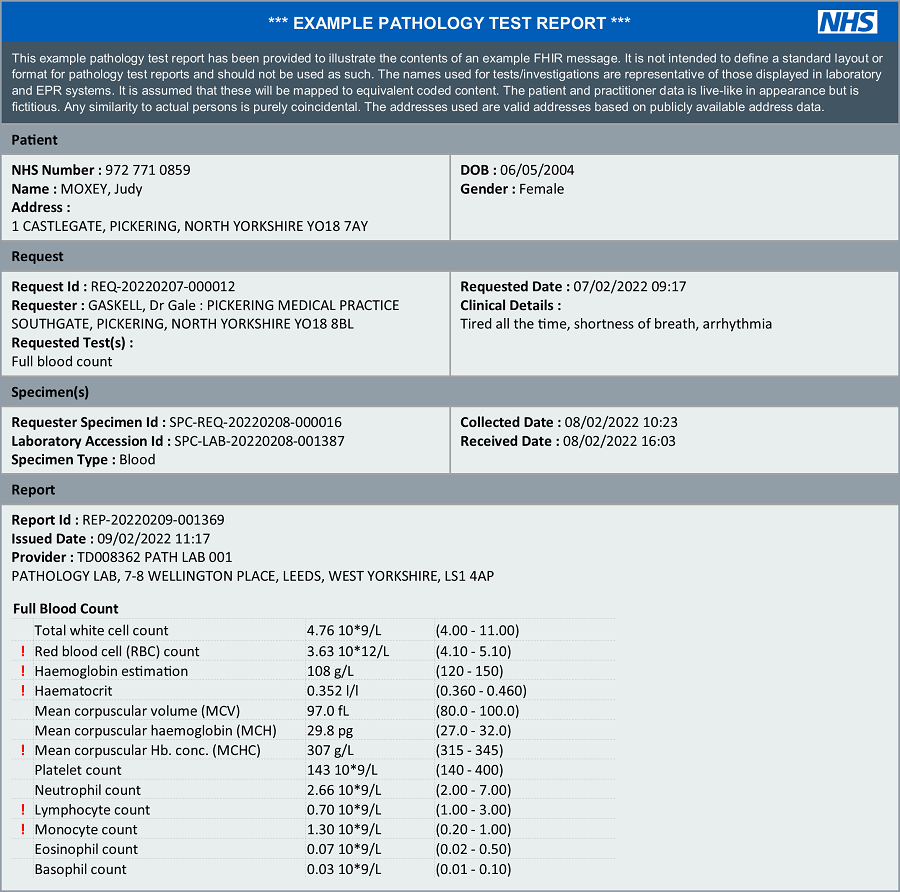 *** EXAMPLE PATHOLOGY TEST REPORT ***
NHS
This example pathology test report has been provided to illustrate the contents of an example FHIR message. It is not intended to define a standard layout or
format for pathology test reports and should not be used as such. The names used for tests/investigations are representative of those displayed in laboratory
and EPR systems. It is assumed that these will be mapped to equivalent coded content. The patient and practitioner data is live-like in appearance but is
fictitious. Any similarity to actual persons is purely coincidental. The addresses used are valid addresses based on publicly available address data.
Patient
NHS Number : 972 771 0859
Name : MOXEY, Judy
Address :
1 CASTLEGATE, PICKERING, NORTH YORKSHIRE YO18 7AY
DOB : 06/05/2004
Gender : Female
Request
Request Id : REQ-20220207-000012
Requester : GASKELL, Dr Gale : PICKERING MEDICAL PRACTICE
SOUTHGATE, PICKERING, NORTH YORKSHIRE YO18 8BL
Requested Test(s) :
Full blood count
Requested Date : 07/02/2022 09:17
Clinical Details :
Tired all the time, shortness of breath, arrhythmia
Specimen(s)
Requester Specimen Id : SPC-REQ-20220208-000016
Laboratory Accession Id : SPC-LAB-20220208-001387
Specimen Type : Blood
Collected Date : 08/02/2022 10:23
Received Date : 08/02/2022 16:03
Report
Report Id : REP-20220209-001369
Issued Date : 09/02/2022 11:17
Provider : TD008362 PATH LAB 001
PATHOLOGY LAB, 7-8 WELLINGTON PLACE, LEEDS, WEST YORKSHIRE, LS1 4AP
Full Blood Count
Total white cell count 4.76 10*9/L (4.00 - 11.00)
! Red blood cell (RBC) count 3.63 10*12/L (4.10 - 5.10)
! Haemoglobin estimation 108 g/L (120 - 150)
! Haematocrit 0.352 l/l (0.360 - 0.460)
Mean corpuscular volume (MCV) 97.0 fL (80.0 - 100.0)
Mean corpuscular haemoglobin (MCH) 29.8 pg (27.0 - 32.0)
! Mean corpuscular Hb. conc. (MCHC) 307 g/L (315 - 345)
Platelet count 143 10*9/L (140 - 400)
Neutrophil count 2.66 10*9/L (2.00 - 7.00)
! Lymphocyte count 0.70 10*9/L (1.00 - 3.00)
! Monocyte count 1.30 10*9/L (0.20 - 1.00)
Eosinophil count 0.07 10*9/L (0.02 - 0.50)
Basophil count 0.03 10*9/L (0.01 - 0.10)